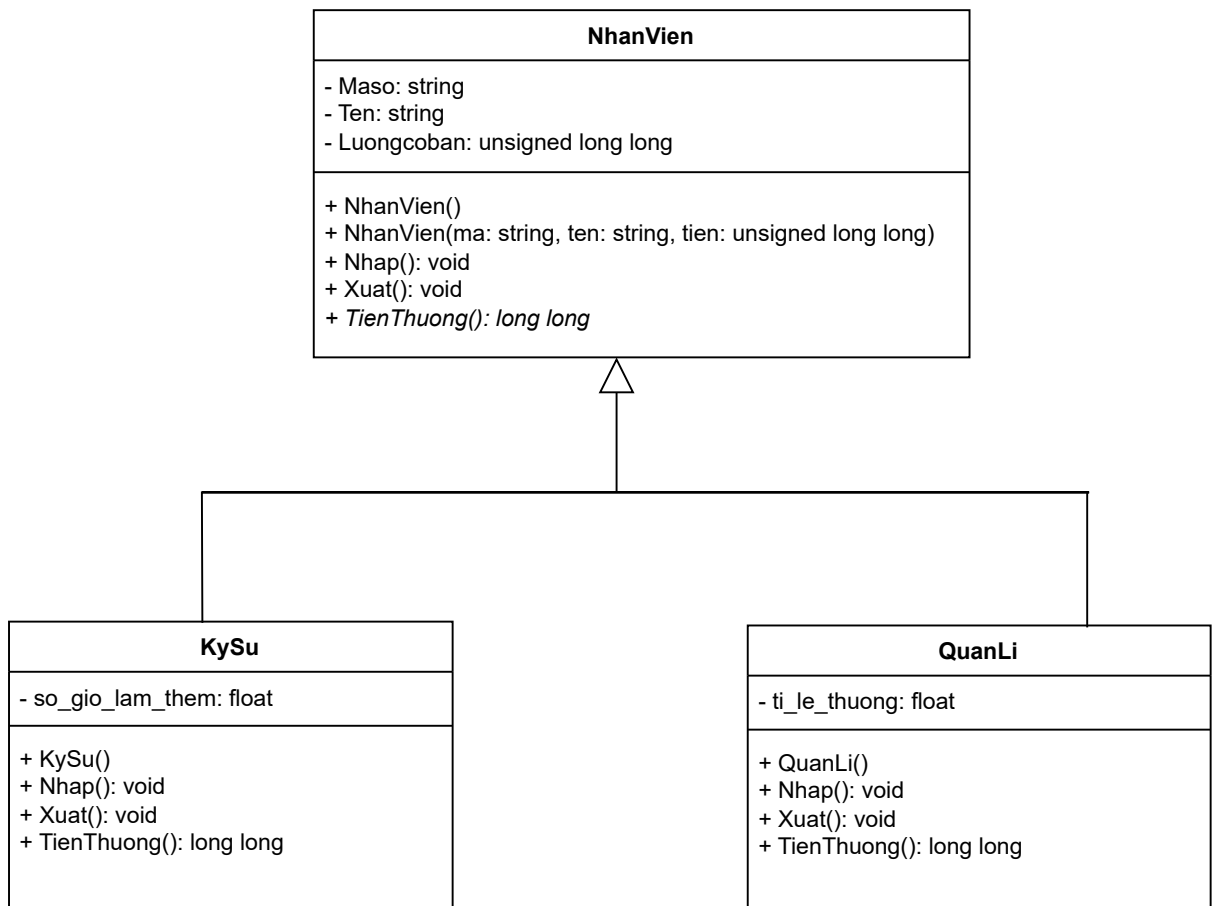 NhanVien
- Maso: string
- Ten: string
- Luongcoban: unsigned long long
+ NhanVien()
+ NhanVien(ma: string, ten: string, tien: unsigned long long)
+ Nhap(): void
+ Xuat(): void
+ TienThuong(): long long
KySu
- so_gio_lam_them: float
+ KySu()
+ Nhap(): void
+ Xuat(): void
+ TienThuong(): long long
QuanLi
- ti_le_thuong: float
+ QuanLi()
+ Nhap(): void
+ Xuat(): void
+ TienThuong(): long long